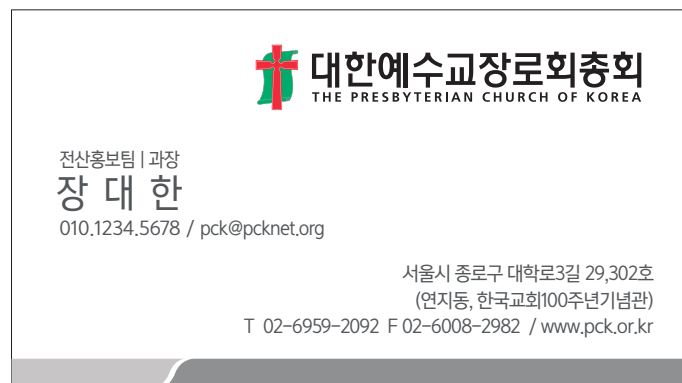 대한예수교장로회총회
THE PRESBYTERIAN CHURCH OF KOREA
전산홍보팀 | 과장
장 대 한
010.1234.5678 / pck@pcknet.org
서울시 종로구 대학로3길 29,302호
(연지동, 한국교회100주년기념관)
T 02-6959-2092 F 02-6008-2982 / www.pck.or.kr